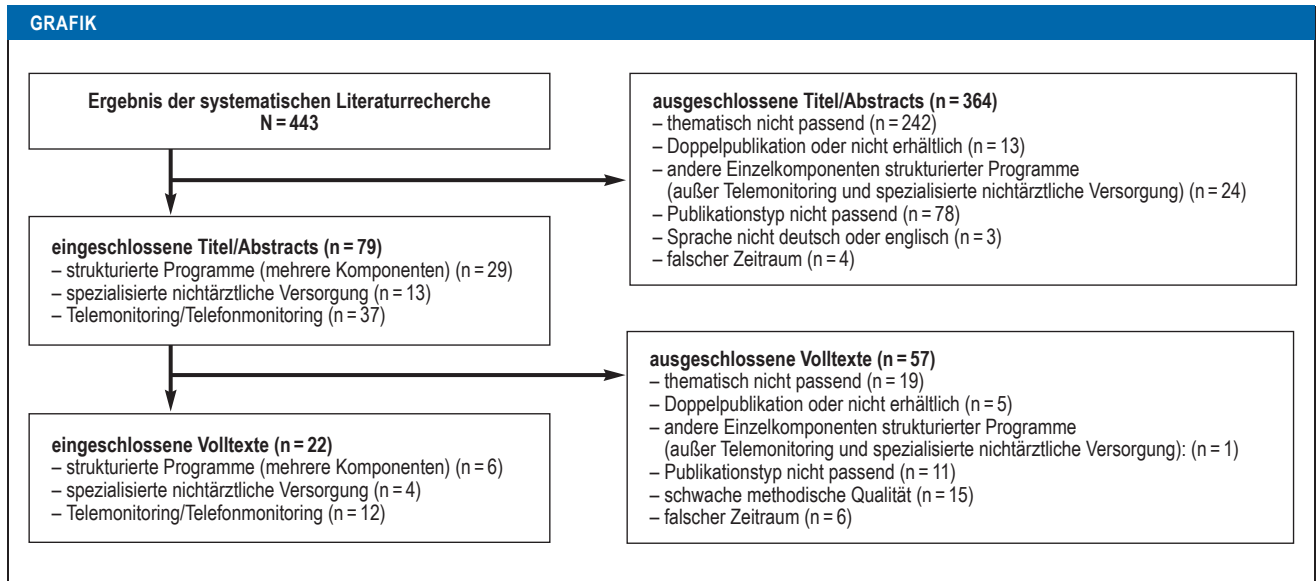 GRAFIK
Ergebnis der systematischen Literaturrecherche
N = 443
ausgeschlossene Titel/Abstracts (n = 364)
– thematisch nicht passend (n = 242)
– Doppelpublikation oder nicht erhältlich (n = 13)
– andere Einzelkomponenten strukturierter Programme
(außer Telemonitoring und spezialisierte nichtärztliche Versorgung) (n = 24)
– Publikationstyp nicht passend (n = 78)
– Sprache nicht deutsch oder englisch (n = 3)
– falscher Zeitraum (n = 4)
eingeschlossene Titel/Abstracts (n = 79)
– strukturierte Programme (mehrere Komponenten) (n = 29)
– spezialisierte nichtärztliche Versorgung (n = 13)
– Telemonitoring/Telefonmonitoring (n = 37)
ausgeschlossene Volltexte (n = 57)
– thematisch nicht passend (n = 19)
– Doppelpublikation oder nicht erhältlich (n = 5)
– andere Einzelkomponenten strukturierter Programme
(außer Telemonitoring und spezialisierte nichtärztliche Versorgung): (n = 1)
– Publikationstyp nicht passend (n = 11)
– schwache methodische Qualität (n = 15)
– falscher Zeitraum (n = 6)
eingeschlossene Volltexte (n = 22)
– strukturierte Programme (mehrere Komponenten) (n = 6)
– spezialisierte nichtärztliche Versorgung (n = 4)
– Telemonitoring/Telefonmonitoring (n = 12)